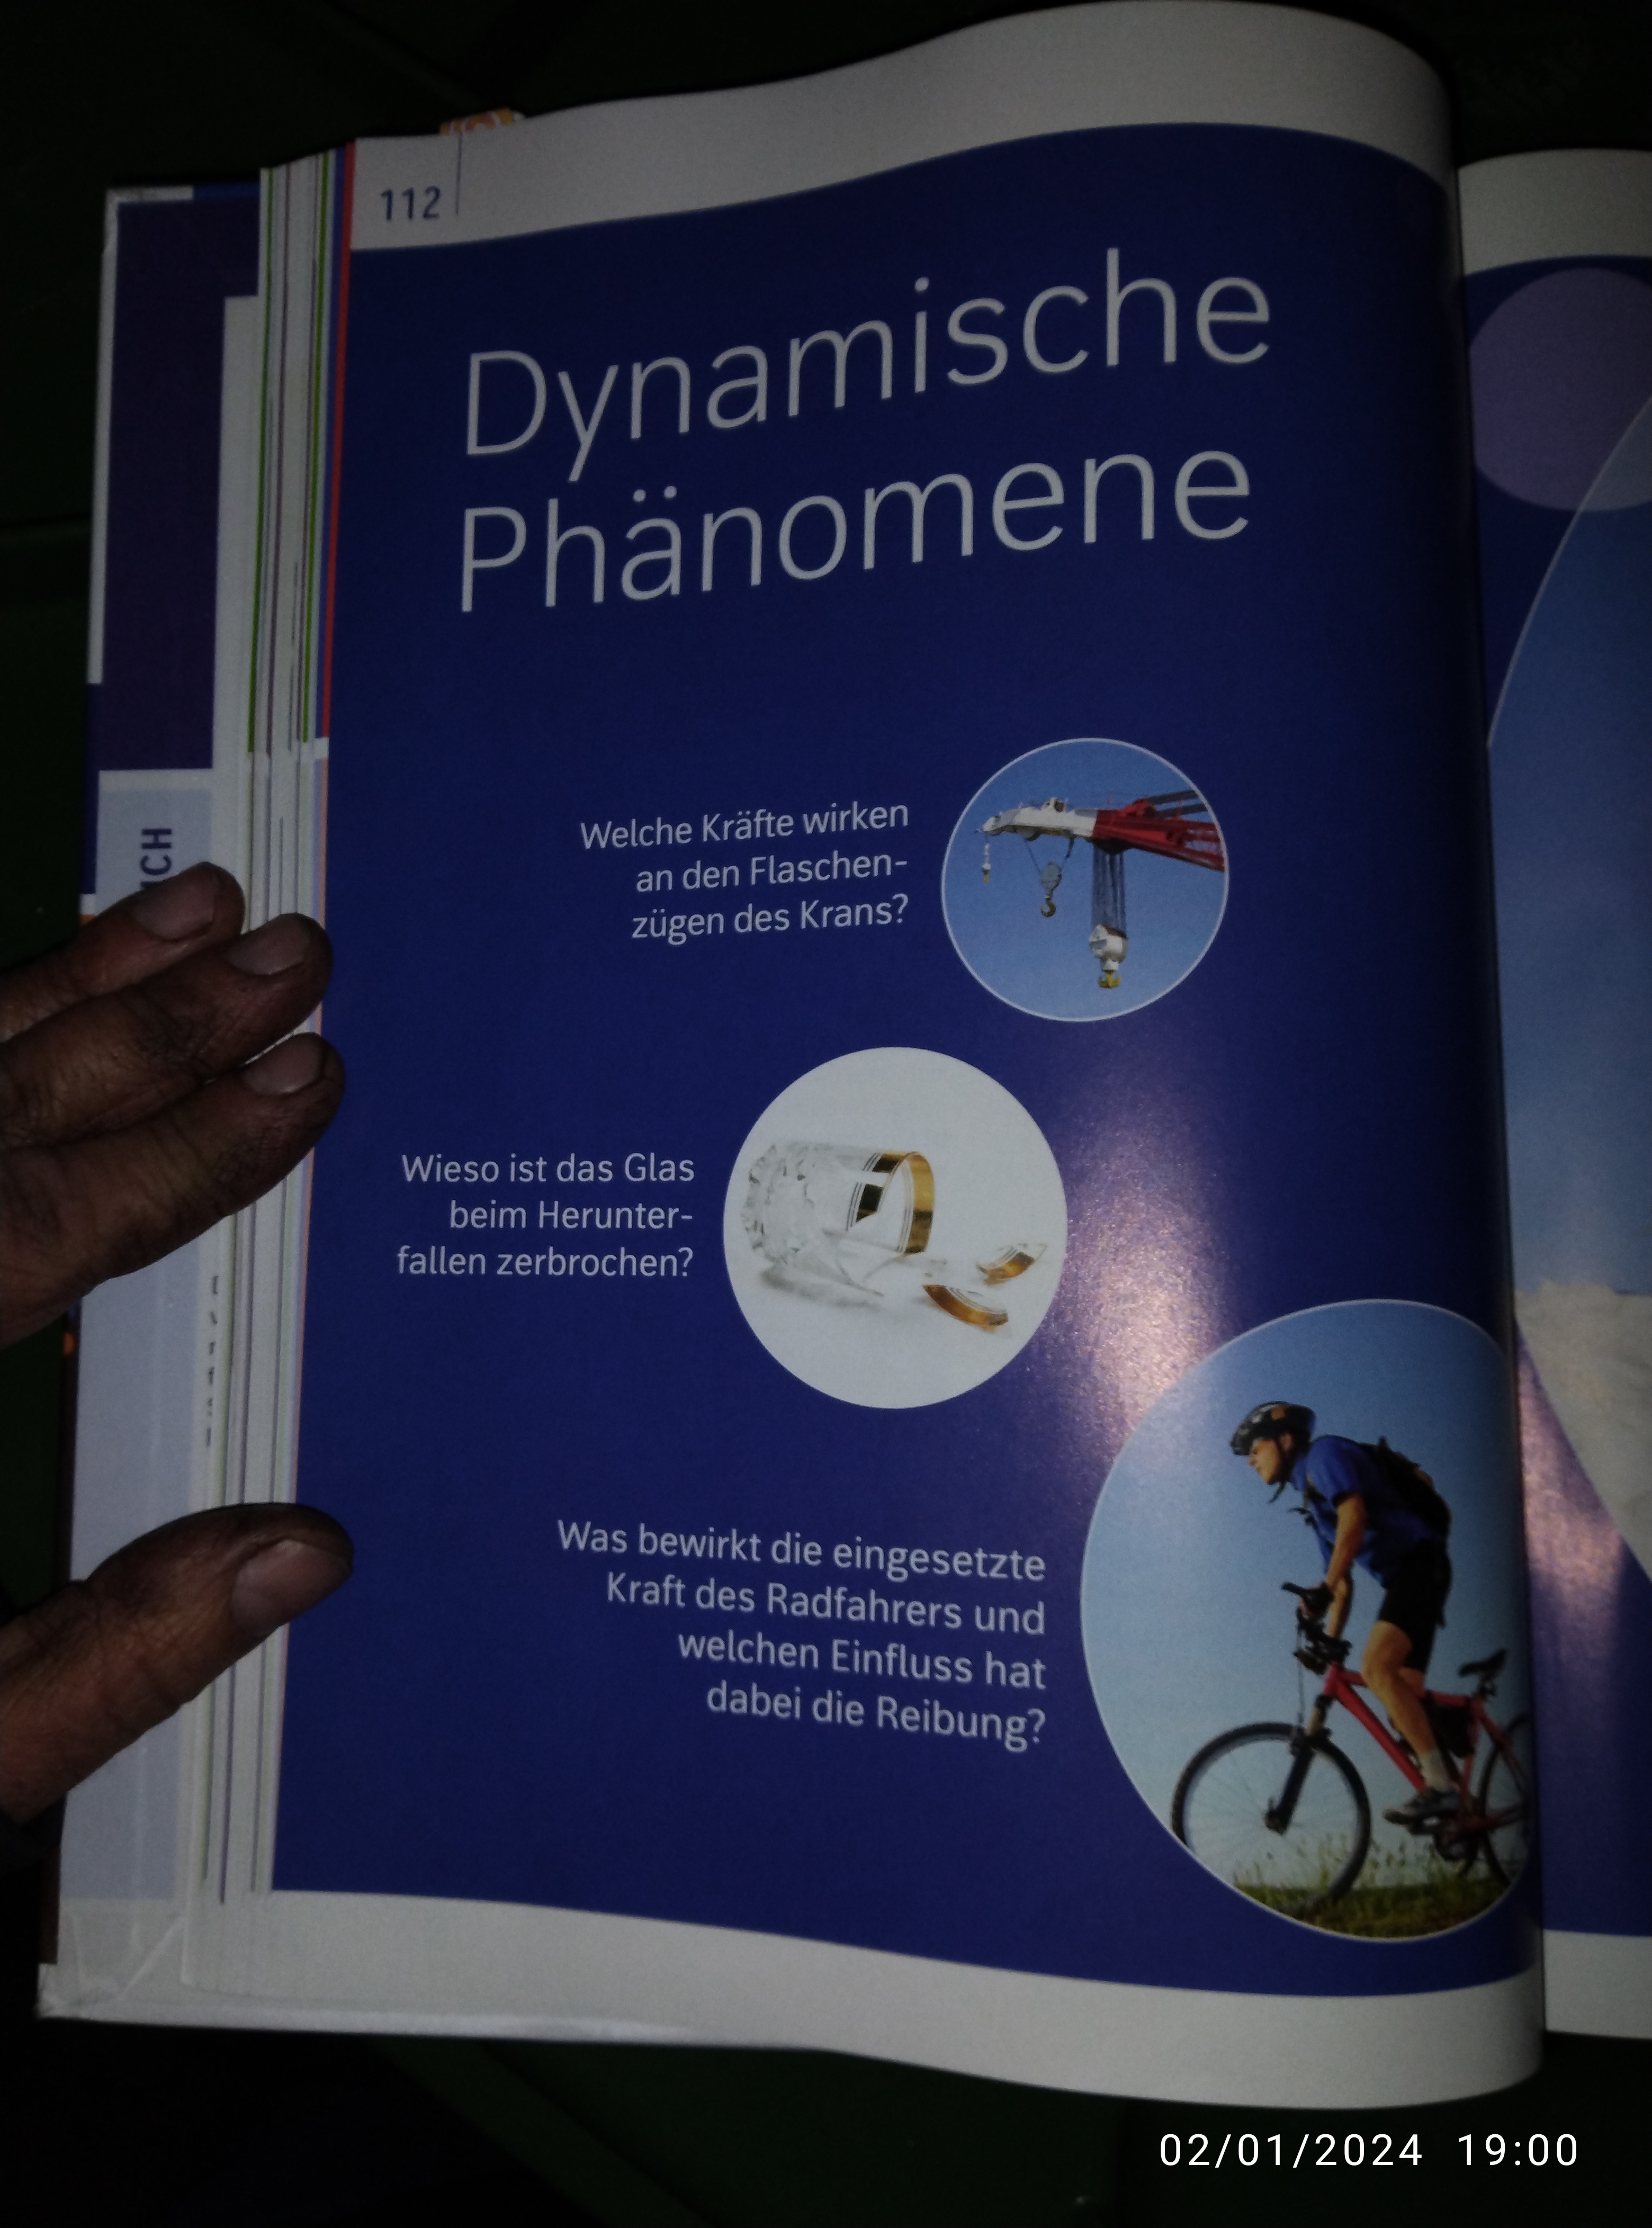 112
Dynamische
Phänomene
Welche Kräfte wirken
an den Flaschen-
zügen des Krans?
Wieso ist das Glas
beim Herunter-
fallen zerbrochen?
Was bewirkt die eingesetzte
Kraft des Radfahrers und
welchen Einfluss hat
dabei die Reibung?
02/01/2024 19:00